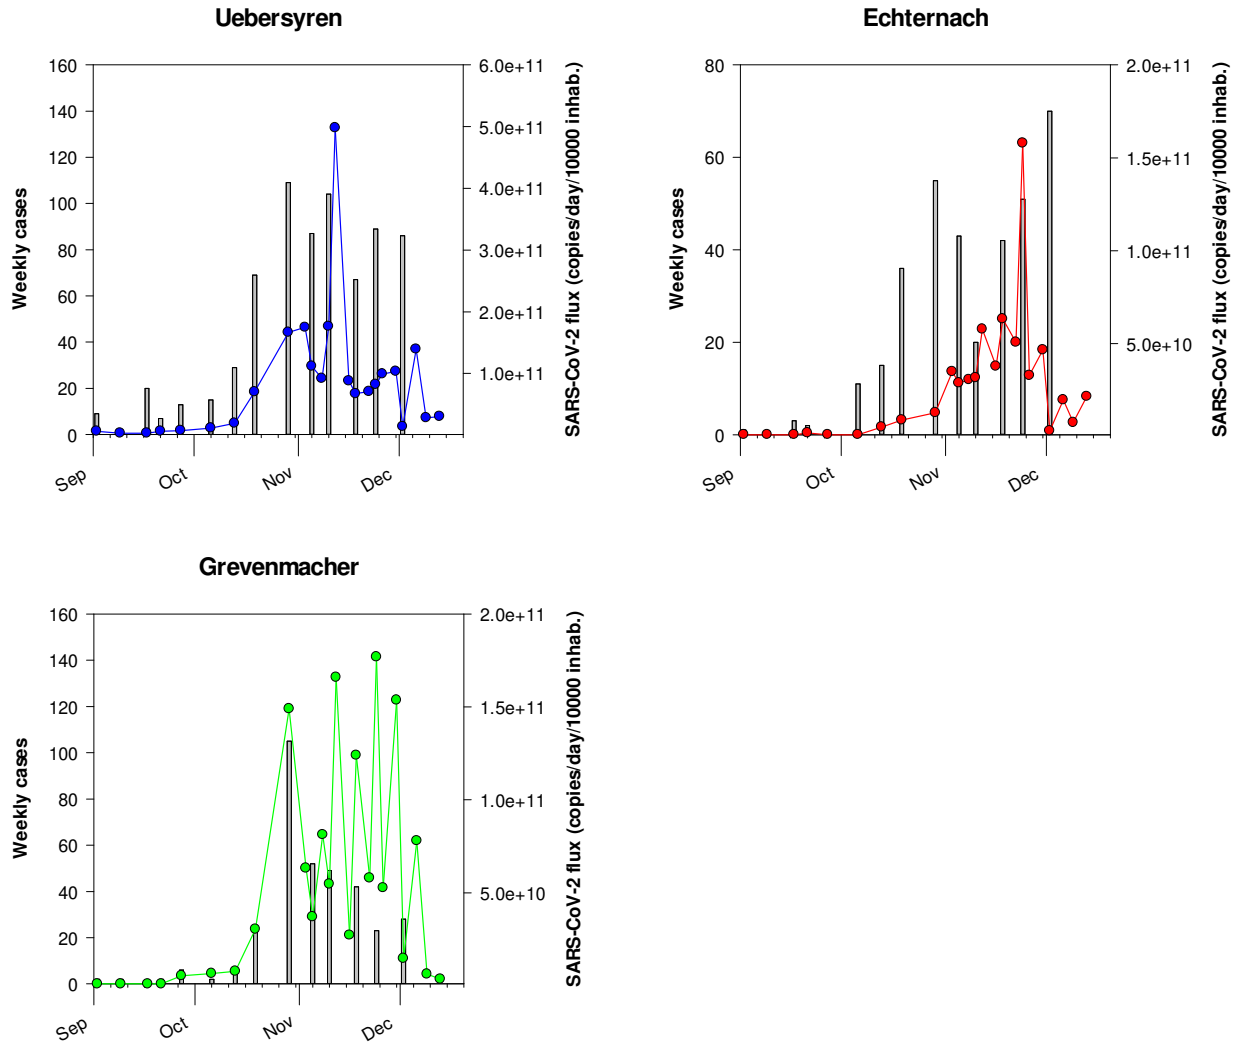 Uebersyren
160
140
120
100
80
60
40
20
0
Weekly cases
6.0e+11
5.0e+11
4.0e+11
3.0e+11
2.0e+11
1.0e+11
SARS-CoV-2 flux (copies/day/10000 inhab.)
Sep
Oct
Nov
Dec
Echternach
80
60
40
20
0
Weekly cases
2.0e+11
1.5e+11
1.0e+11
5.0e+10
SARS-CoV-2 flux (copies/day/10000 inhab.)
Sep
Oct
Nov
Dec
Grevenmacher
160
140
120
100
80
60
40
20
0
Weekly cases
2.0e+11
1.5e+11
1.0e+11
5.0e+10
SARS-CoV-2 flux (copies/day/10000 inhab.)
Sep
Oct
Nov
Dec